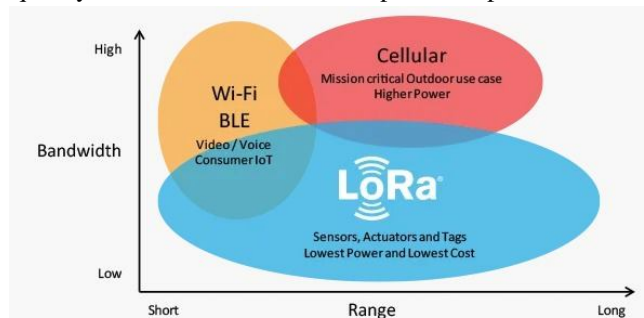 High
Bandwidth
Low
Wi-Fi
BLE
Video / Voice
Consumer IoT
Cellular
Mission critical Outdoor use case
Higher Power
LoRa®
Sensors, Actuators and Tags
Lowest Power and Lowest Cost
Short
Range
Long